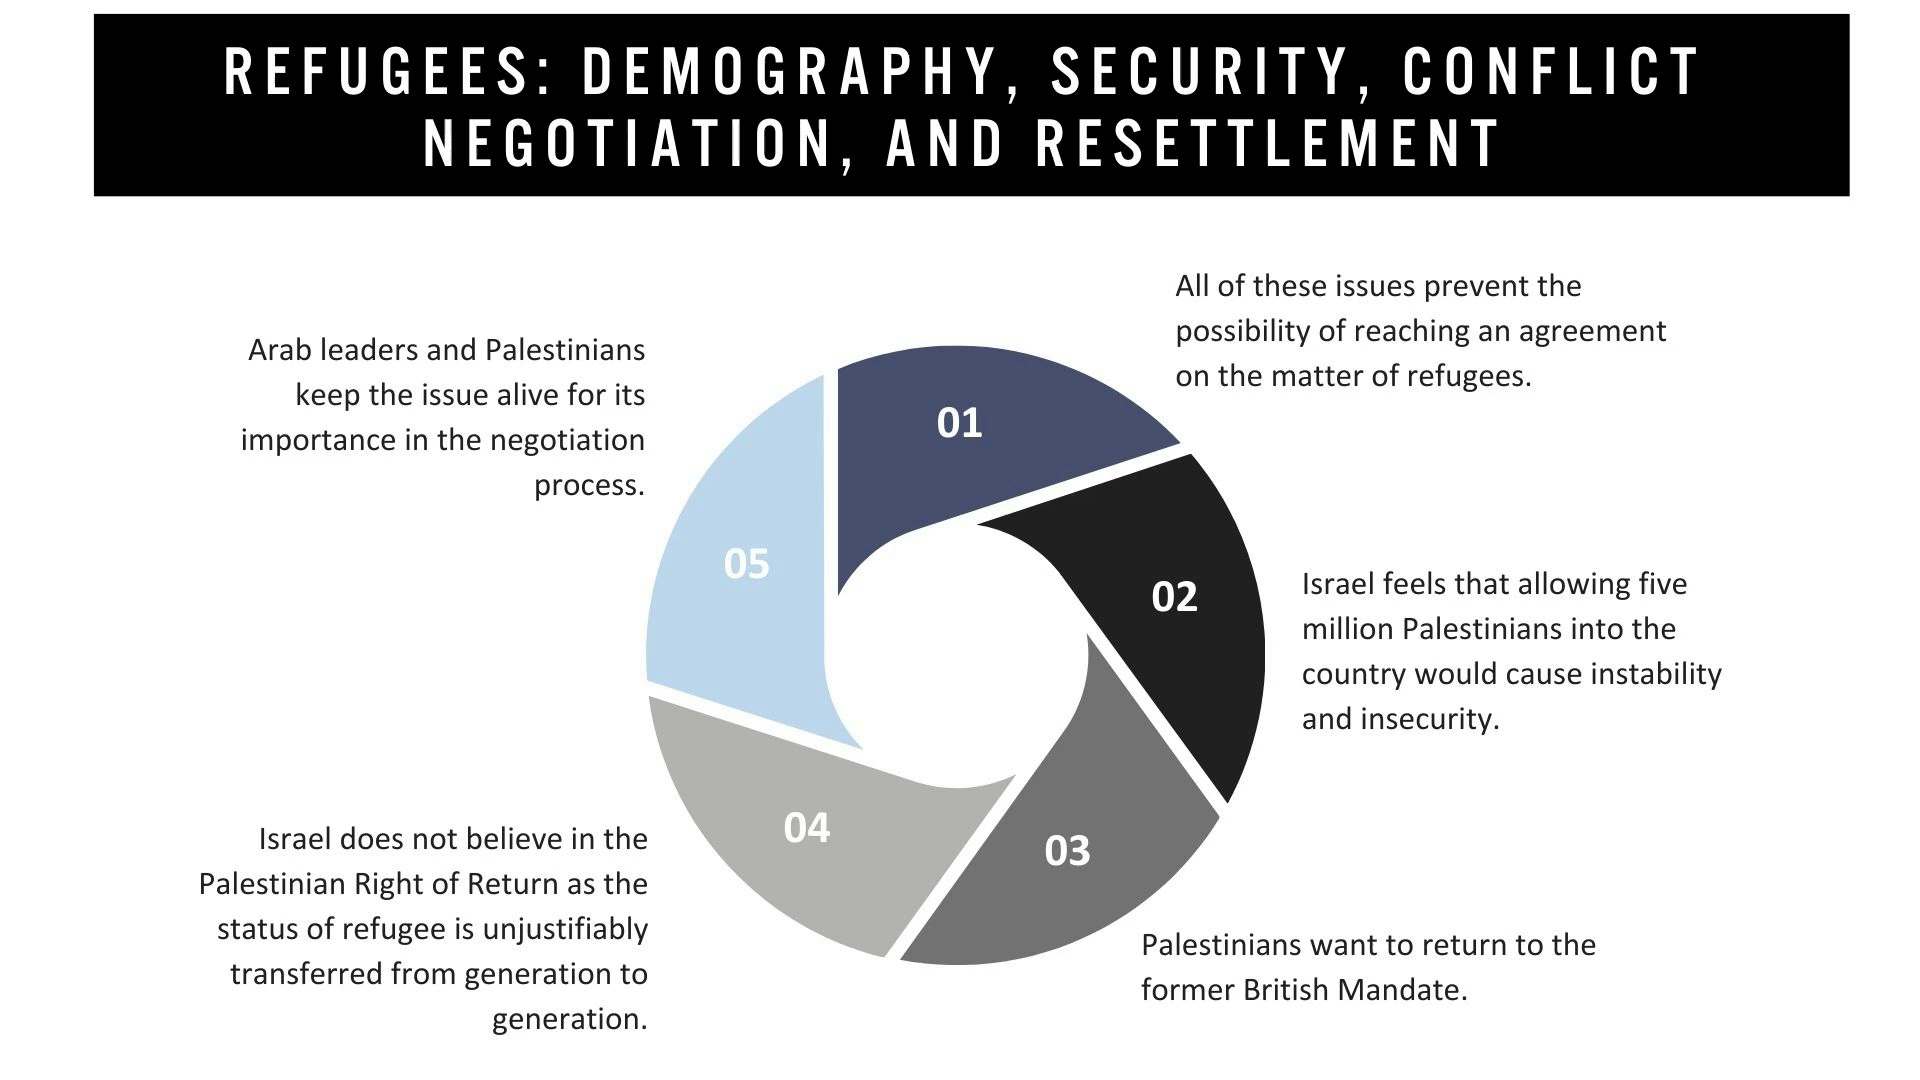 REFUGEES: DEMOGRAPHY, SECURITY, CONFLICT
NEGOTIATION, AND RESETTLEMENT
01
All of these issues prevent the
possibility of reaching an agreement
on the matter of refugees.
02
Israel feels that allowing five
million Palestinians into the
country would cause instability
and insecurity.
03
Palestinians want to return to the
former British Mandate.
04
Israel does not believe in the
Palestinian Right of Return as the
status of refugee is unjustifiably
transferred from generation to
generation.
05
Arab leaders and Palestinians
keep the issue alive for its
importance in the negotiation
process.